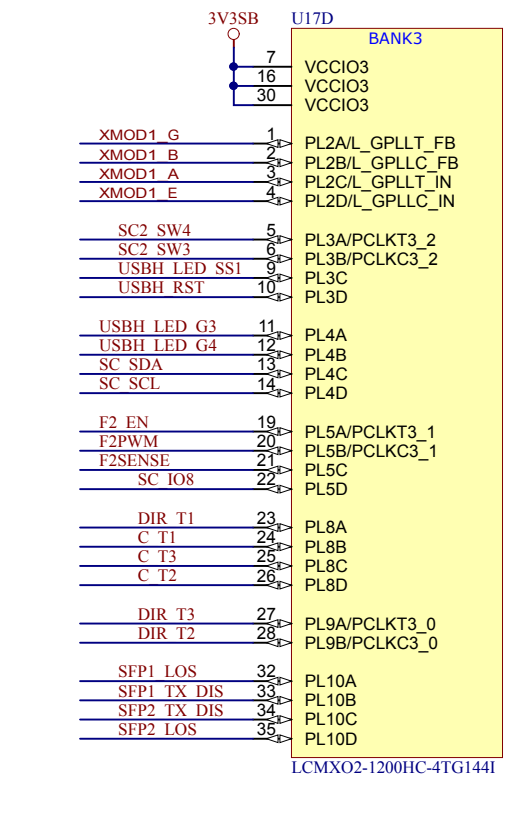 3V3SB U17D
BANK3
7 VCCIO3
16 VCCIO3
30 VCCIO3
XMOD1_G 1 PL2A/L_GPLLT_FB
XMOD1_B 2 PL2B/L_GPLLC_FB
XMOD1_A 3 PL2C/L_GPLLT_IN
XMOD1_E 4 PL2D/L_GPLLC_IN
SC2_SW4 5 PL3A/PCLKT3_2
SC2_SW3 6 PL3B/PCLKC3_2
USBH_LED_SS1 9 PL3C
USBH_RST 10 PL3D
USBH_LED_G3 11 PL4A
USBH_LED_G4 12 PL4B
SC_SDA 13 PL4C
SC_SCL 14 PL4D
F2_EN 19 PL5A/PCLKT3_1
F2PWM 20 PL5B/PCLKC3_1
F2SENSE 21 PL5C
SC_IO8 22 PL5D
DIR_T1 23 PL8A
C_T1 24 PL8B
C_T3 25 PL8C
C_T2 26 PL8D
DIR_T3 27 PL9A/PCLKT3_0
DIR_T2 28 PL9B/PCLKC3_0
SFP1_LOS 32 PL10A
SFP1_TX_DIS 33 PL10B
SFP2_TX_DIS 34 PL10C
SFP2_LOS 35 PL10D
LCMXO2-1200HC-4TG144I